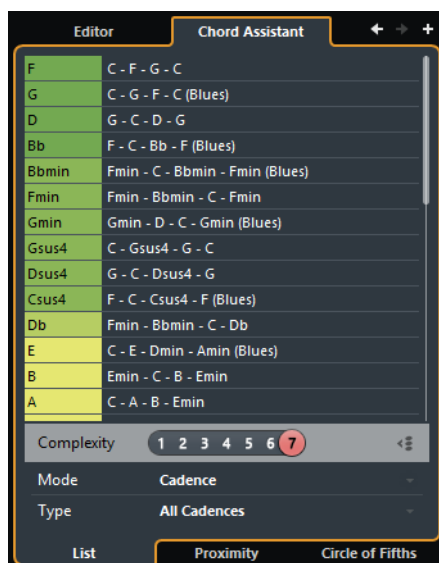 Editor Chord Assistant
F C - F - G - C
G C - G - F - C (Blues)
D G - C - D - G
Bb F - C - Bb - F (Blues)
Bbmin Fmin - C - Bbmin - Fmin (Blues)
Fmin Fmin - Bbmin - C - Fmin
Gmin Gmin - D - C - Gmin (Blues)
Gsus4 C - Gsus4 - G - C
Dsus4 G - C - Dsus4 - G
Csus4 F - C - Csus4 - F (Blues)
Db Fmin - Bbmin - C - Db
E C - E - Dmin - Amin (Blues)
B Emin - C - B - Emin
A C - A - B - Emin
Complexity 1 2 3 4 5 6 7
Mode Cadence
Type All Cadences
List Proximity Circle of Fifths